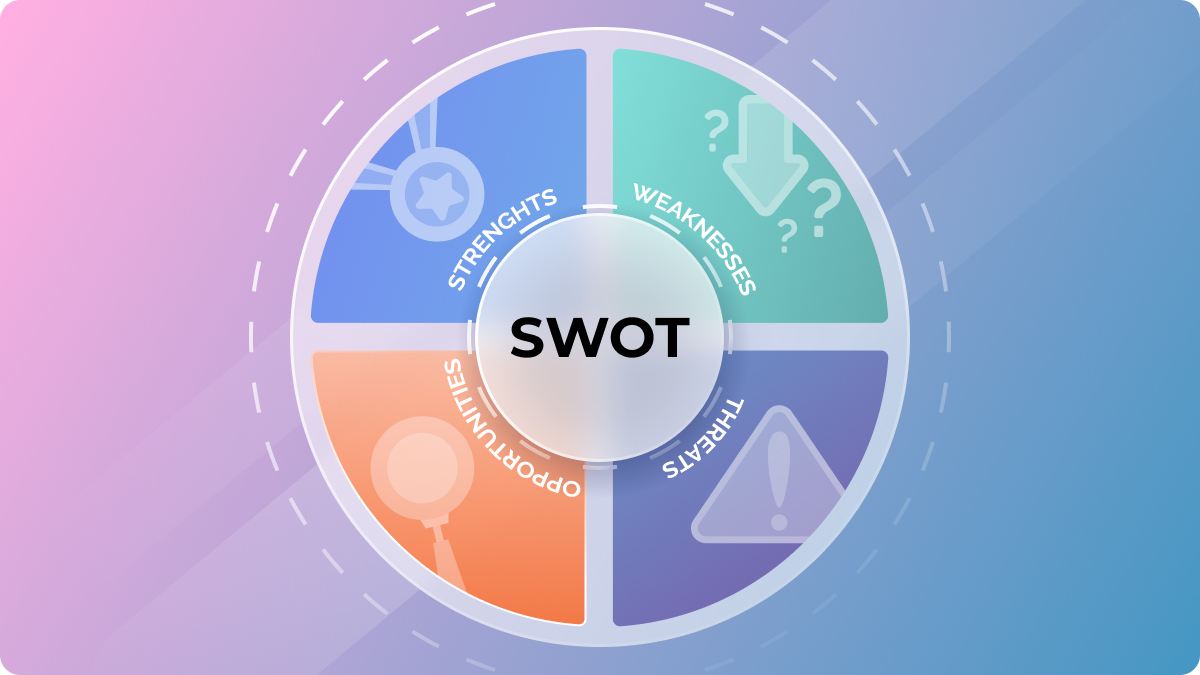 STRENGHTS
WEAKNESSES
? ? ?
SWOT
OPPORTUNITIES
THREATS
!